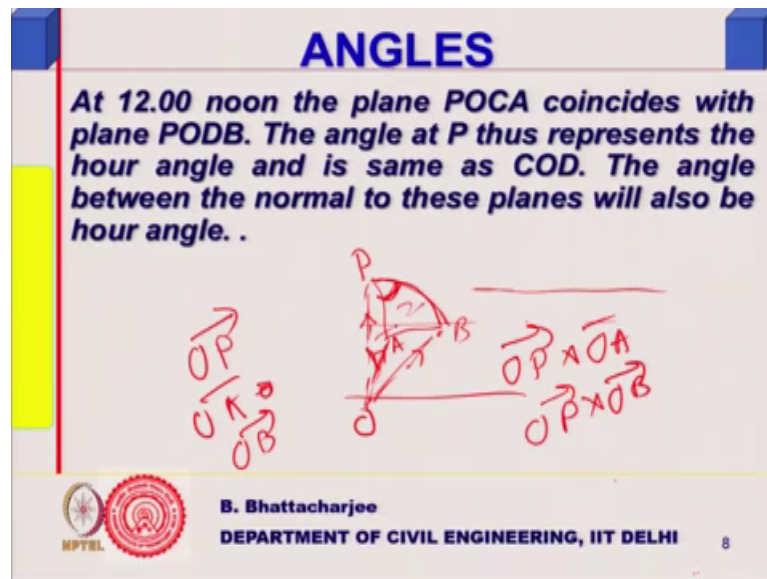 ANGLES
At 12.00 noon the plane POCA coincides with
plane PODB. The angle at P thus represents the
hour angle and is same as COD. The angle
between the normal to these planes will also be
hour angle. .
P
A
B
O
OP
OA
OB
OP × OA
OP × OB
NPTEL
B. Bhattacharjee
DEPARTMENT OF CIVIL ENGINEERING, IIT DELHI
8